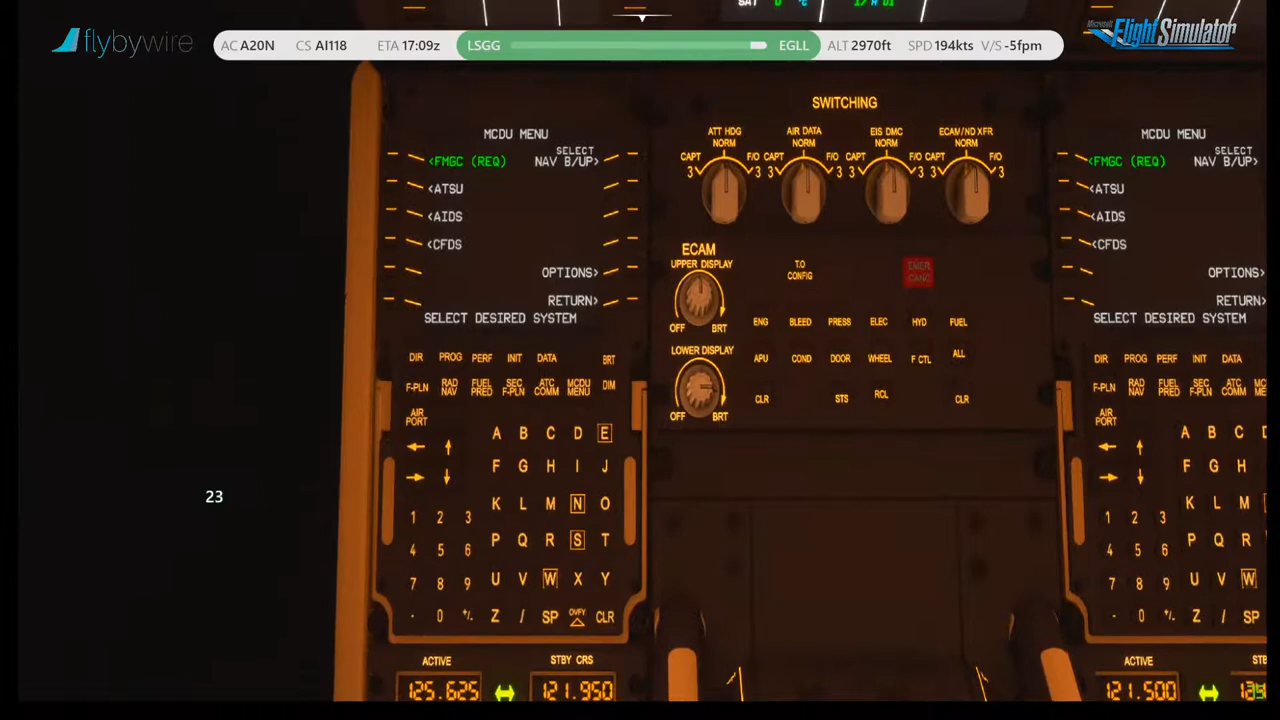 SAT 0 °C
flybywire
AC A20N CS AI118 ETA 17:09z LSGG EGLL ALT 2970ft SPD 194kts V/S -5fpm
Microsoft
Flight Simulator
MCDU MENU
SELECT
<FMGC (REQ) NAV B/UP>
<ATSU
<AIDS
<CFDS
OPTIONS>
RETURN>
SELECT DESIRED SYSTEM
DIR PROG PERF INIT DATA BRT
F-PLN RAD NAV FUEL PRED SEC F-PLN ATC COMM MCDU MENU DIM
AIR PORT
A B C D E
F G H I J
K L M N O
1 2 3
P Q R S T
4 5 6
U V W X Y
7 8 9
. 0 +/- Z / SP OVFY CLR
ACTIVE STBY CRS
125.625 121.950
23
SWITCHING
ATT HDG AIR DATA EIS DMC ECAM/ND XFR
NORM NORM NORM NORM
CAPT F/O CAPT F/O CAPT F/O CAPT F/O
3 3 3 3 3 3 3 3
ECAM
UPPER DISPLAY
OFF BRT
T.O CONFIG
EMER CANC
LOWER DISPLAY
OFF BRT
ENG BLEED PRESS ELEC HYD FUEL
APU COND DOOR WHEEL F CTL ALL
CLR STS RCL CLR
MCDU MENU
SELECT
<FMGC (REQ) NAV B/UP>
<ATSU
<AIDS
<CFDS
OPTIONS>
RETURN>
SELECT DESIRED SYSTEM
DIR PROG PERF INIT DATA
F-PLN RAD NAV FUEL PRED SEC F-PLN ATC COMM
AIR PORT
A B C
F G H
K L M
1 2 3
P Q R
4 5 6
U V W
7 8 9
. 0 +/- Z / SP
ACTIVE
121.500